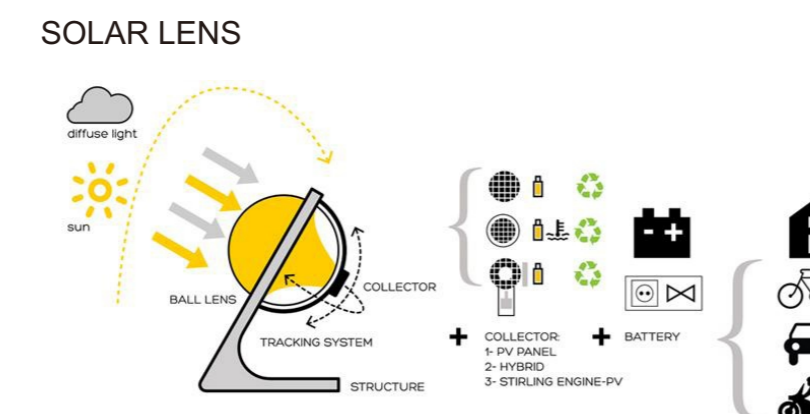 SOLAR LENS
diffuse light
sun
BALL LENS
COLLECTOR
TRACKING SYSTEM
STRUCTURE
+ COLLECTOR:
1- PV PANEL
2- HYBRID
3- STIRLING ENGINE-PV
+ BATTERY